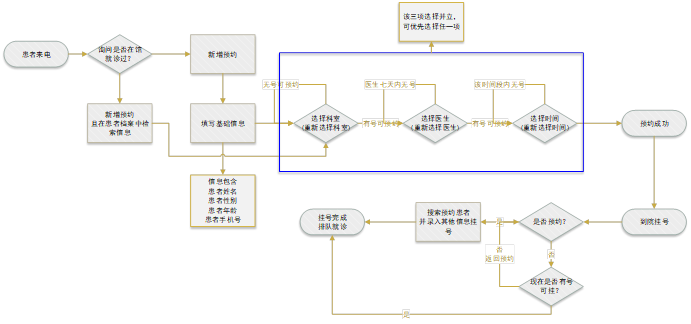 患者来电
询问是否在该
就诊过?
新增预约
新增预约
且在患者档案中检
索信息
填写基础信息
信息包含
患者姓名
患者性别
患者年龄
患者手机号
该三项选择并立,
可优先选择任一项
无号可预约
医生七天内无号
该时间段内无号
选择科室
(重新选择科室)
有号可预约
选择医生
(重新选择医生)
有号可预约
选择时间
(重新选择时间)
预约成功
到院挂号
是否预约?
是
搜索预约患者
并录入其他信息挂
号
挂号完成
排队就诊
否
返回预约
否
现在是否有号
可挂?
是